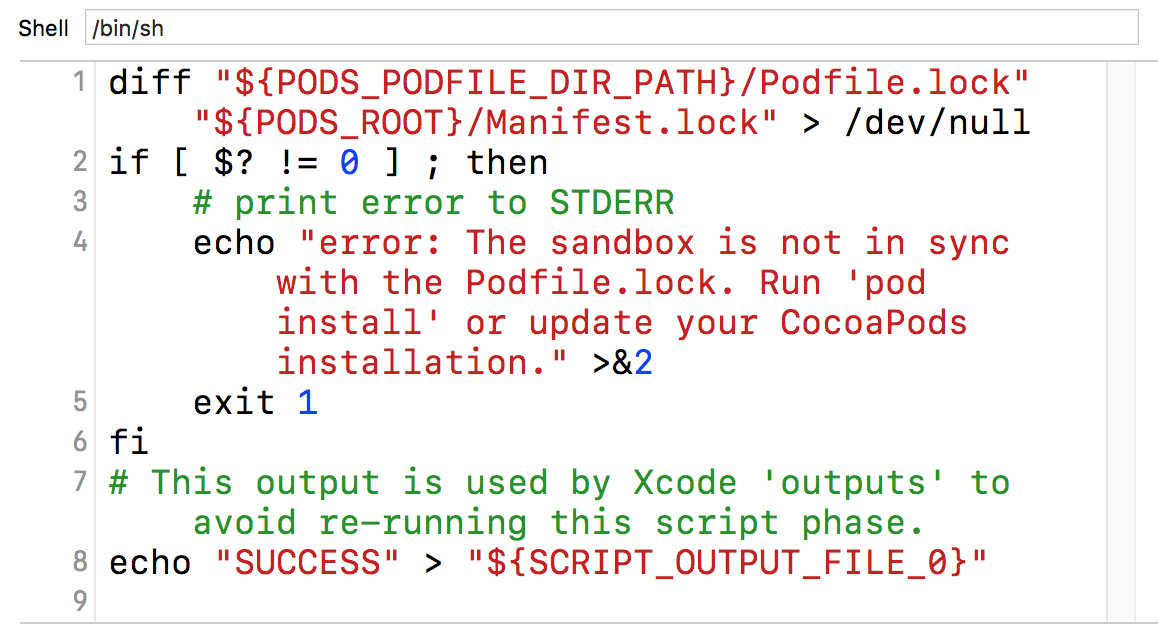 Shell /bin/sh
1 diff "${PODS_PODFILE_DIR_PATH}/Podfile.lock"
"${PODS_ROOT}/Manifest.lock" > /dev/null
2 if [ $? != 0 ] ; then
3 # print error to STDERR
4 echo "error: The sandbox is not in sync
with the Podfile.lock. Run 'pod
install' or update your CocoaPods
installation." >&2
5 exit 1
6 fi
7 # This output is used by Xcode 'outputs' to
avoid re-running this script phase.
8 echo "SUCCESS" > "${SCRIPT_OUTPUT_FILE_0}"
9